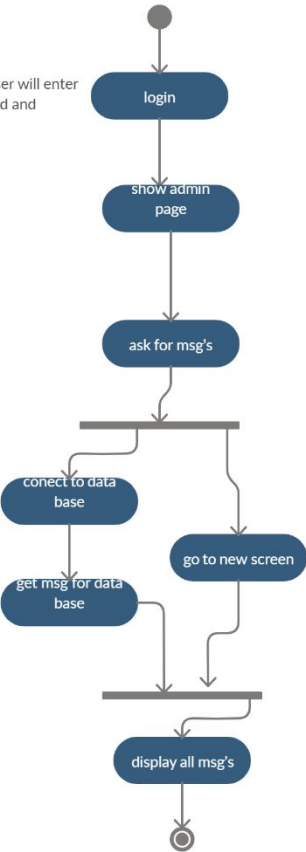 ser will enter
d and
login
show admin
page
ask for msg's
conect to data
base
go to new screen
get msg for data
base
display all msg's